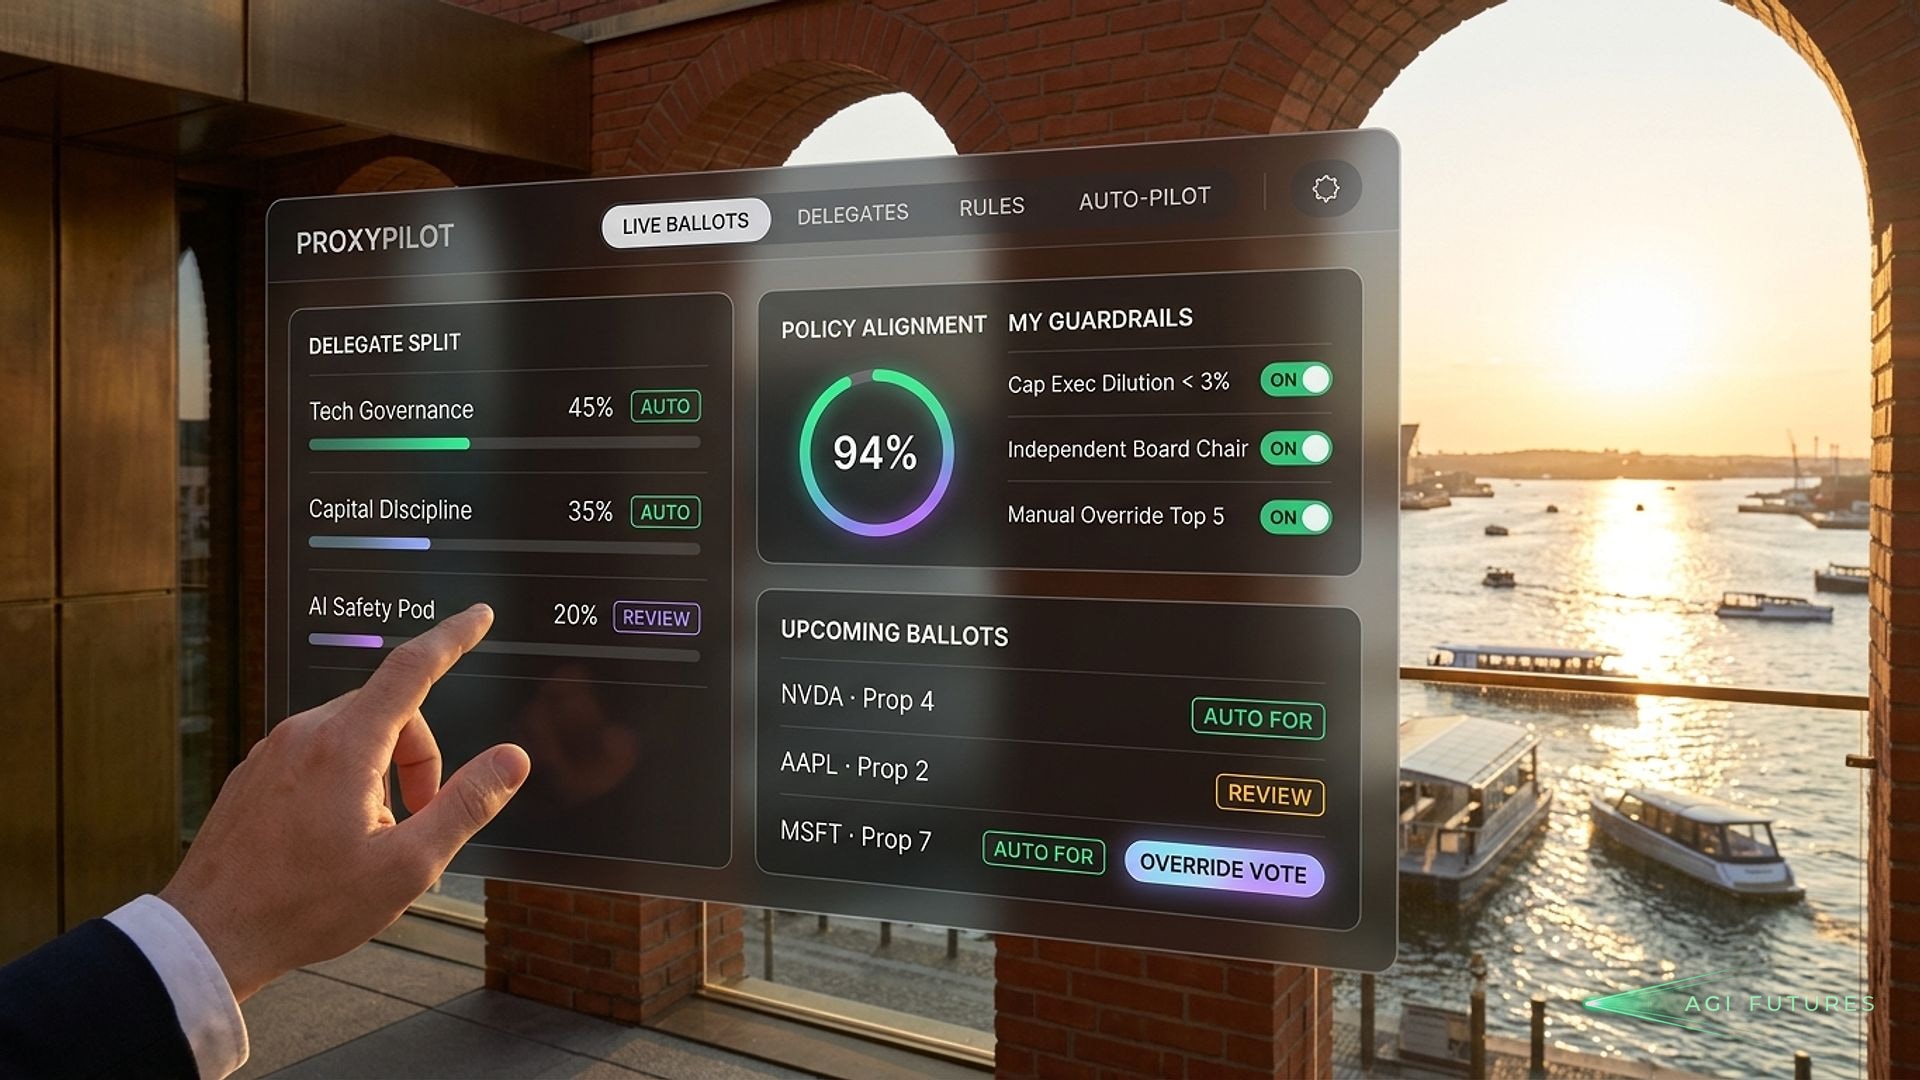 PROXYPILOT
LIVE BALLOTS
DELEGATES
RULES
AUTO-PILOT
DELEGATE SPLIT
Tech Governance 45% AUTO
Capital DIscipline 35% AUTO
AI Safety Pod 20% REVIEW
POLICY ALIGNMENT
94%
MY GUARDRAILS
Cap Exec Dilution < 3% ON
Independent Board Chair ON
Manual Override Top 5 ON
UPCOMING BALLOTS
NVDA · Prop 4 AUTO FOR
AAPL · Prop 2 REVIEW
MSFT · Prop 7 AUTO FOR OVERRIDE VOTE
AGI FUTURES